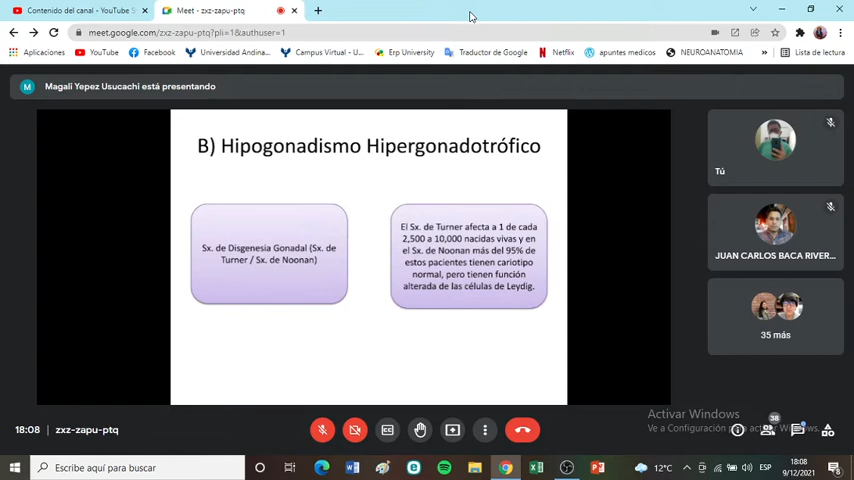 Contenido del canal - YouTube S
Meet - zxz-zapu-ptq
meet.google.com/zxz-zapu-ptq?pli=1&authuser=1
Aplicaciones
YouTube
Facebook
Universidad Andina...
Campus Virtual - U...
Erp University
Traductor de Google
Netflix
apuntes medicos
NEUROANATOMIA
Lista de lectura
M
Magali Yepez Usucachi está presentando
B) Hipogonadismo Hipergonadotrófico
Sx. de Disgenesia Gonadal (Sx. de
Turner / Sx. de Noonan)
El Sx. de Turner afecta a 1 de cada
2,500 a 10,000 nacidas vivas y en
el Sx. de Noonan más del 95% de
estos pacientes tienen cariotipo
normal, pero tienen función
alterada de las células de Leydig.
Tú
JUAN CARLOS BACA RIVER...
35 más
Activar Windows
Ve a Configuración para activar Windows.
18:08
zxz-zapu-ptq
38
Escribe aquí para buscar
12°C
ESP
18:08
9/12/2021